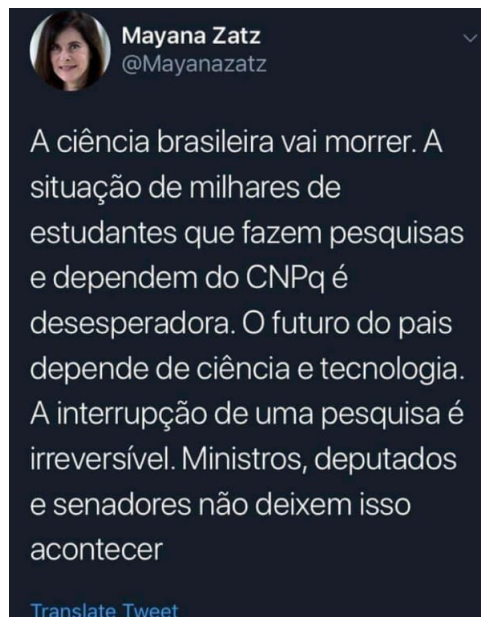 Mayana Zatz
@Mayanazatz
A ciência brasileira vai morrer. A
situação de milhares de
estudantes que fazem pesquisas
e dependem do CNPq é
desesperadora. O futuro do pais
depende de ciência e tecnologia.
A interrupção de uma pesquisa é
irreversível. Ministros, deputados
e senadores não deixem isso
acontecer
Translate Tweet